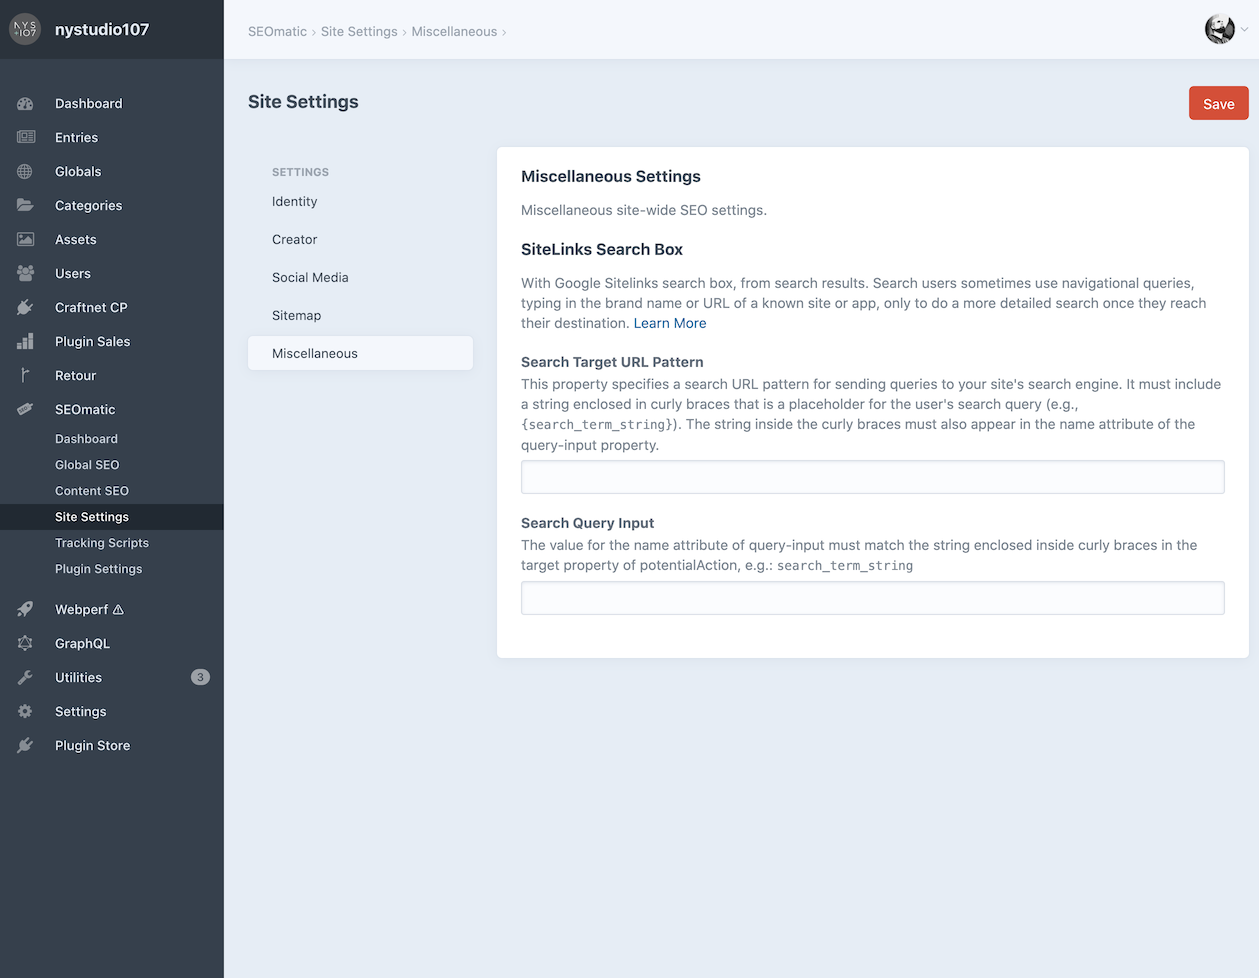 NYS
+107
nystudio107
Dashboard
Entries
Globals
Categories
Assets
Users
Craftnet CP
Plugin Sales
Retour
SEOmatic
Dashboard
Global SEO
Content SEO
Site Settings
Tracking Scripts
Plugin Settings
Webperf ⚠
GraphQL
Utilities 3
Settings
Plugin Store
SEOmatic › Site Settings › Miscellaneous ›
Site Settings
Save
SETTINGS
Identity
Creator
Social Media
Sitemap
Miscellaneous
Miscellaneous Settings
Miscellaneous site-wide SEO settings.
SiteLinks Search Box
With Google Sitelinks search box, from search results. Search users sometimes use navigational queries,
typing in the brand name or URL of a known site or app, only to do a more detailed search once they reach
their destination. Learn More
Search Target URL Pattern
This property specifies a search URL pattern for sending queries to your site's search engine. It must include
a string enclosed in curly braces that is a placeholder for the user's search query (e.g.,
{search_term_string}). The string inside the curly braces must also appear in the name attribute of the
query-input property.
Search Query Input
The value for the name attribute of query-input must match the string enclosed inside curly braces in the
target property of potentialAction, e.g.: search_term_string